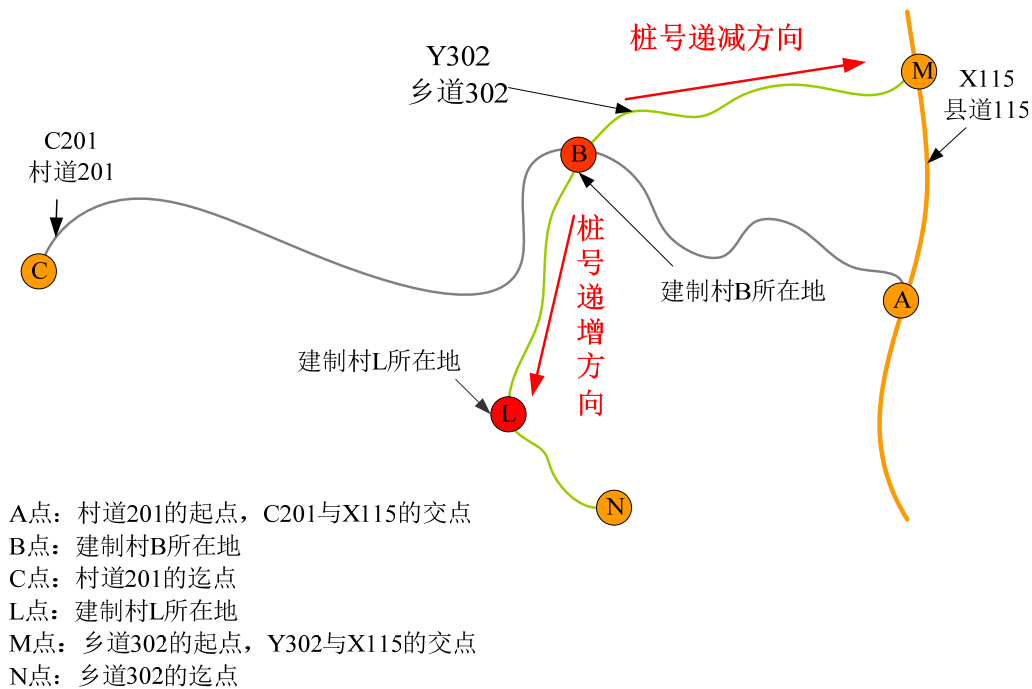 桩号递减方向
Y302
乡道302
M
X115
县道115
C201
村道201
B
C
桩号递增方向
建制村B所在地
A
建制村L所在地
L
N
A点：村道201的起点，C201与X115的交点
B点：建制村B所在地
C点：村道201的迄点
L点：建制村L所在地
M点：乡道302的起点，Y302与X115的交点
N点：乡道302的迄点